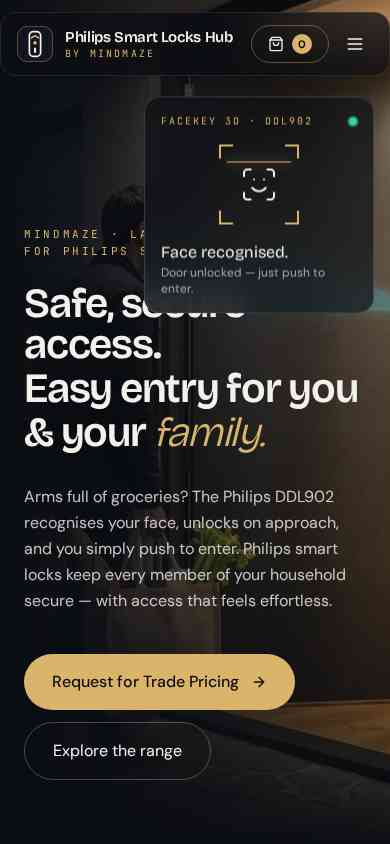 Philips Smart Locks Hub
BY MINDMAZE
0
FACEKEY 3D · DDL902
Face recognised.
Door unlocked — just push to
enter.
MINDMAZE · LA
FOR PHILIPS S
Safe, secure
access.
Easy entry for you
& your family.
Arms full of groceries? The Philips DDL902
recognises your face, unlocks on approach,
and you simply push to enter. Philips smart
locks keep every member of your household
secure — with access that feels effortless.
Request for Trade Pricing →
Explore the range